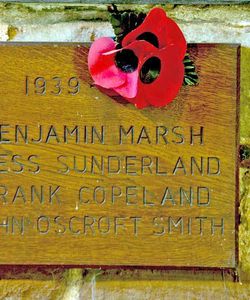 1939
ENJAMIN MARSH
ESS SUNDERLAND
RANK COPELAND
HN·OSCROFT SMITH